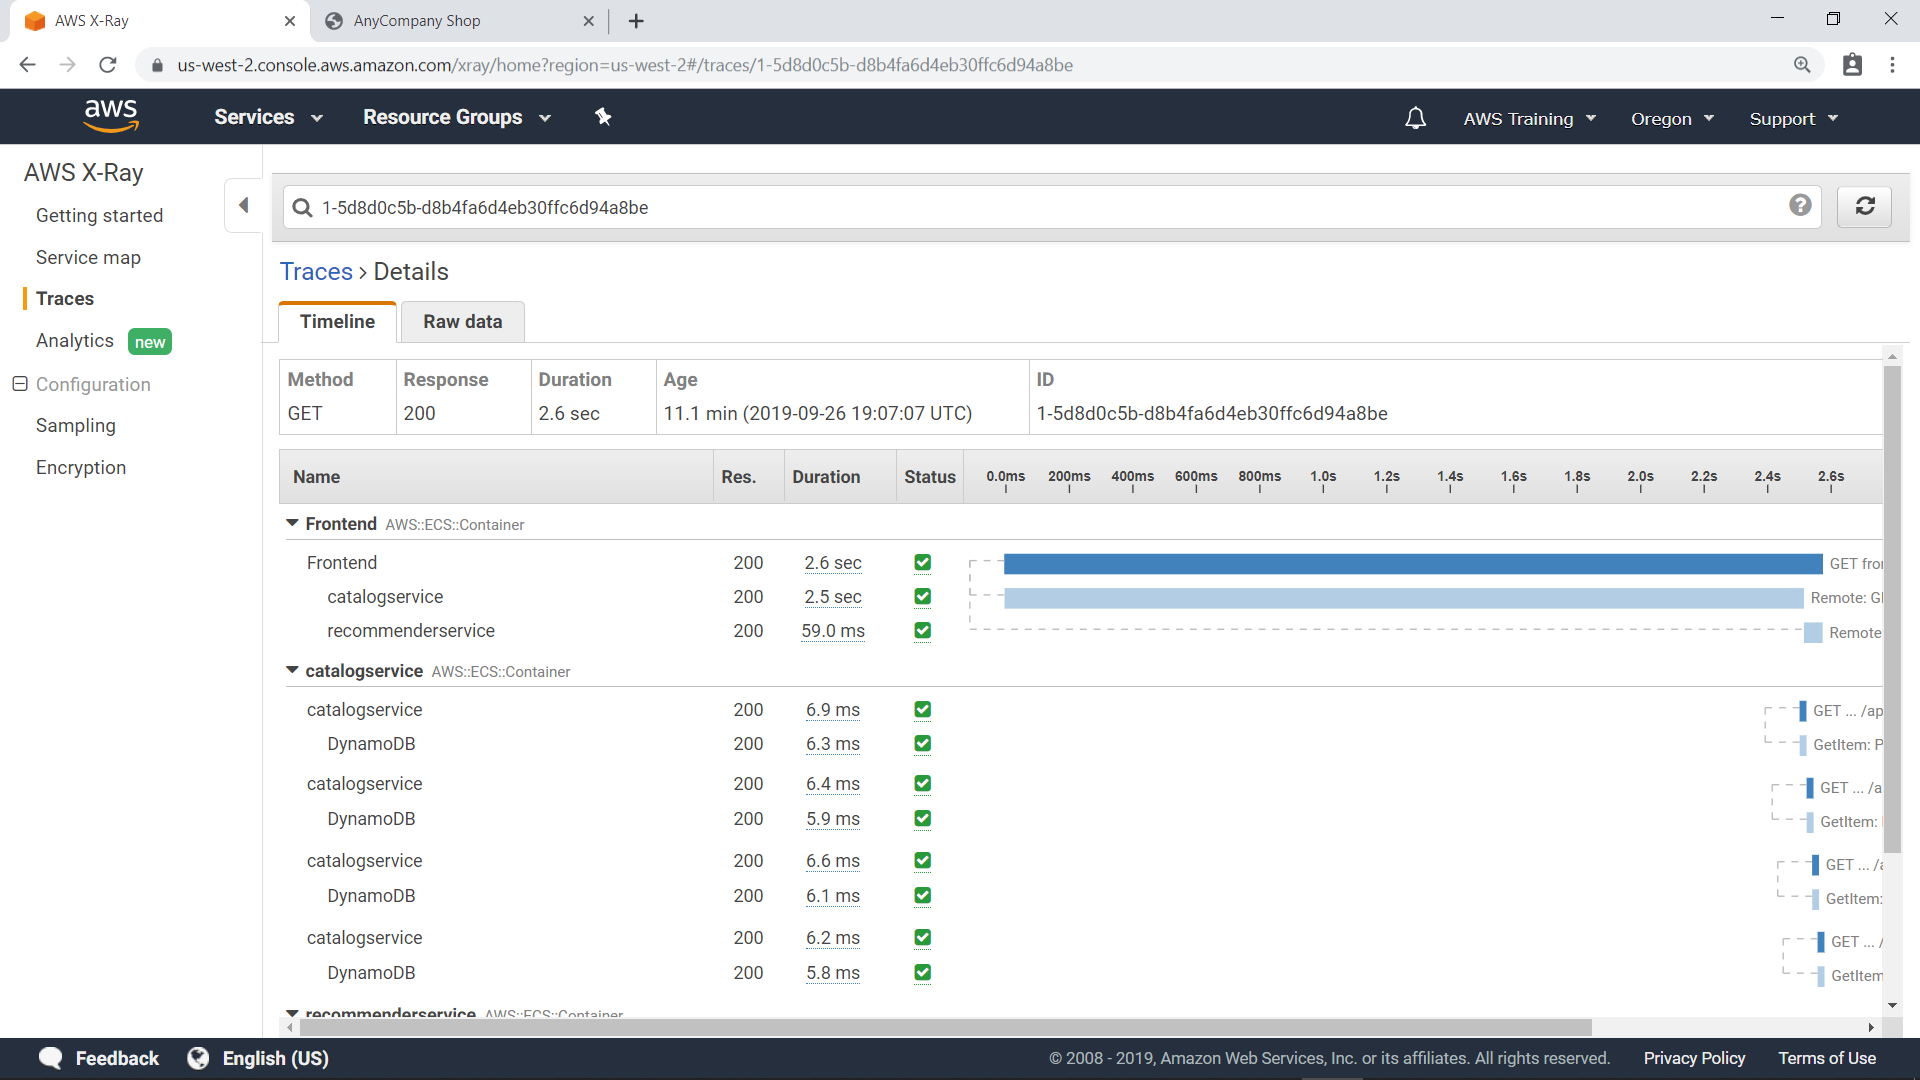 AWS X-Ray
AnyCompany Shop
us-west-2.console.aws.amazon.com/xray/home?region=us-west-2#/traces/1-5d8d0c5b-d8b4fa6d4eb30ffc6d94a8be
aws Services Resource Groups AWS Training Oregon Support
AWS X-Ray
Getting started
Service map
Traces
Analytics new
Configuration
Sampling
Encryption
1-5d8d0c5b-d8b4fa6d4eb30ffc6d94a8be
Traces > Details
Timeline Raw data
Method Response Duration Age ID
GET 200 2.6 sec 11.1 min (2019-09-26 19:07:07 UTC) 1-5d8d0c5b-d8b4fa6d4eb30ffc6d94a8be
Name Res. Duration Status 0.0ms 200ms 400ms 600ms 800ms 1.0s 1.2s 1.4s 1.6s 1.8s 2.0s 2.2s 2.4s 2.6s
Frontend AWS::ECS::Container
Frontend 200 2.6 sec GET fro
catalogservice 200 2.5 sec Remote: G
recommenderservice 200 59.0 ms Remote
catalogservice AWS::ECS::Container
catalogservice 200 6.9 ms GET ... /ap
DynamoDB 200 6.3 ms GetItem: P
catalogservice 200 6.4 ms GET ... /a
DynamoDB 200 5.9 ms GetItem:
catalogservice 200 6.6 ms GET ... /a
DynamoDB 200 6.1 ms GetItem:
catalogservice 200 6.2 ms GET ... /
DynamoDB 200 5.8 ms GetItem
recommenderservice AWS::ECS::Container
Feedback English (US) © 2008 - 2019, Amazon Web Services, Inc. or its affiliates. All rights reserved. Privacy Policy Terms of Use